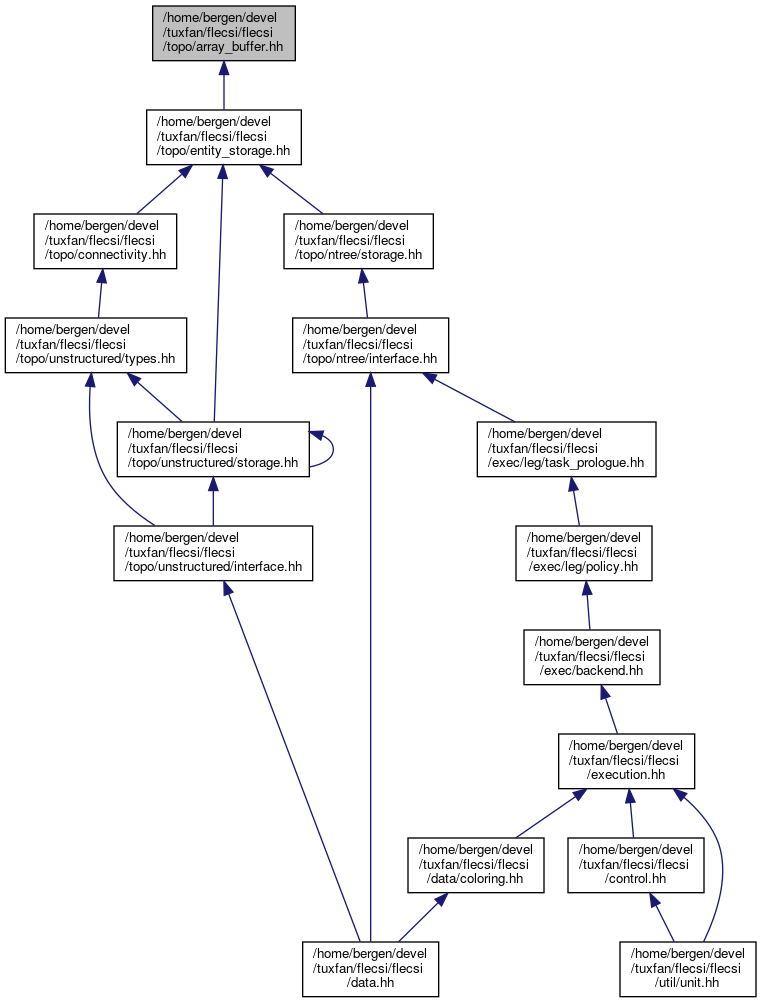 /home/bergen/devel
/tuxfan/flecsi/flecsi
/topo/array_buffer.hh
/home/bergen/devel
/tuxfan/flecsi/flecsi
/topo/entity_storage.hh
/home/bergen/devel
/tuxfan/flecsi/flecsi
/topo/connectivity.hh
/home/bergen/devel
/tuxfan/flecsi/flecsi
/topo/ntree/storage.hh
/home/bergen/devel
/tuxfan/flecsi/flecsi
/topo/unstructured/types.hh
/home/bergen/devel
/tuxfan/flecsi/flecsi
/topo/ntree/interface.hh
/home/bergen/devel
/tuxfan/flecsi/flecsi
/topo/unstructured/storage.hh
/home/bergen/devel
/tuxfan/flecsi/flecsi
/exec/leg/task_prologue.hh
/home/bergen/devel
/tuxfan/flecsi/flecsi
/topo/unstructured/interface.hh
/home/bergen/devel
/tuxfan/flecsi/flecsi
/exec/leg/policy.hh
/home/bergen/devel
/tuxfan/flecsi/flecsi
/exec/backend.hh
/home/bergen/devel
/tuxfan/flecsi/flecsi
/execution.hh
/home/bergen/devel
/tuxfan/flecsi/flecsi
/data/coloring.hh
/home/bergen/devel
/tuxfan/flecsi/flecsi
/control.hh
/home/bergen/devel
/tuxfan/flecsi/flecsi
/data.hh
/home/bergen/devel
/tuxfan/flecsi/flecsi
/util/unit.hh